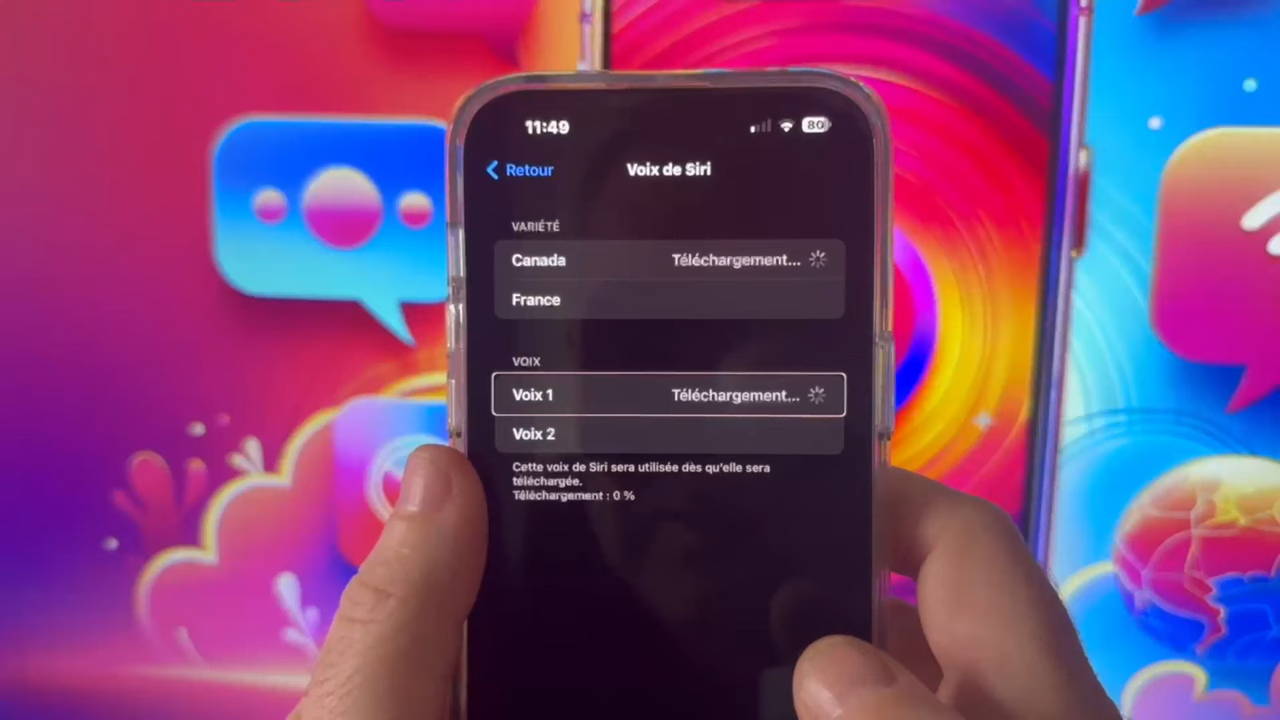 11:49
80
Retour
Voix de Siri
VARIÉTÉ
Canada Téléchargement...
France
VOIX
Voix 1 Téléchargement...
Voix 2
Cette voix de Siri sera utilisée dès qu'elle sera
téléchargée.
Téléchargement : 0 %